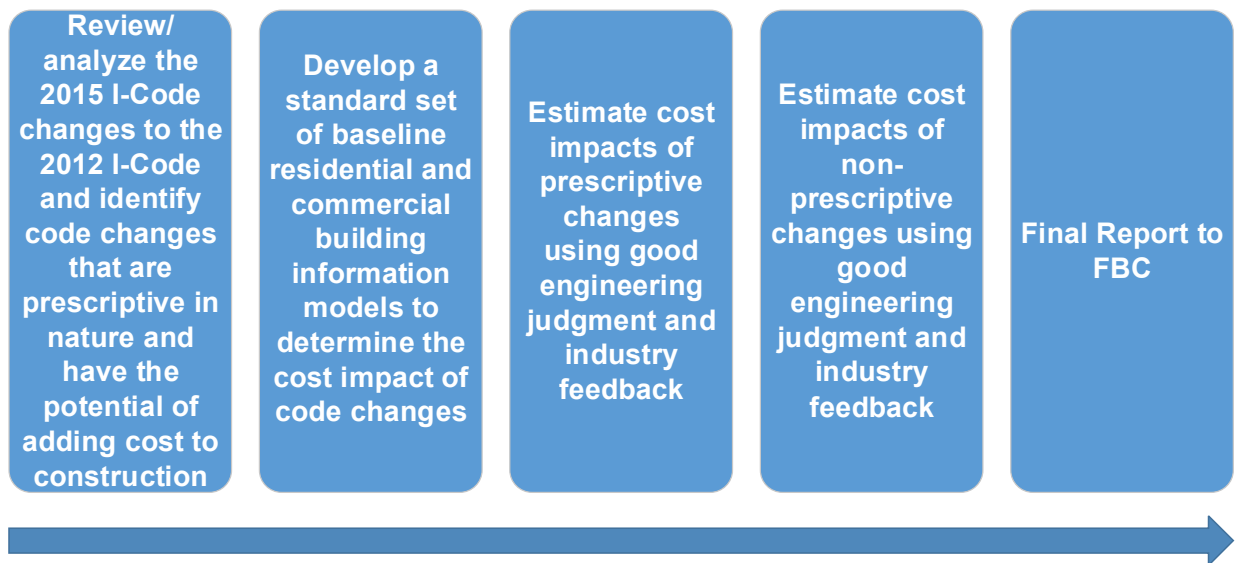 Review/
analyze the
2015 I-Code
changes to the
2012 I-Code
and identify
code changes
that are
prescriptive in
nature and
have the
potential of
adding cost to
construction
Develop a
standard set
of baseline
residential and
commercial
building
information
models to
determine the
cost impact of
code changes
Estimate cost
impacts of
prescriptive
changes
using good
engineering
judgment and
industry
feedback
Estimate cost
impacts of
non-
prescriptive
changes using
good
engineering
judgment and
industry
feedback
Final Report to
FBC